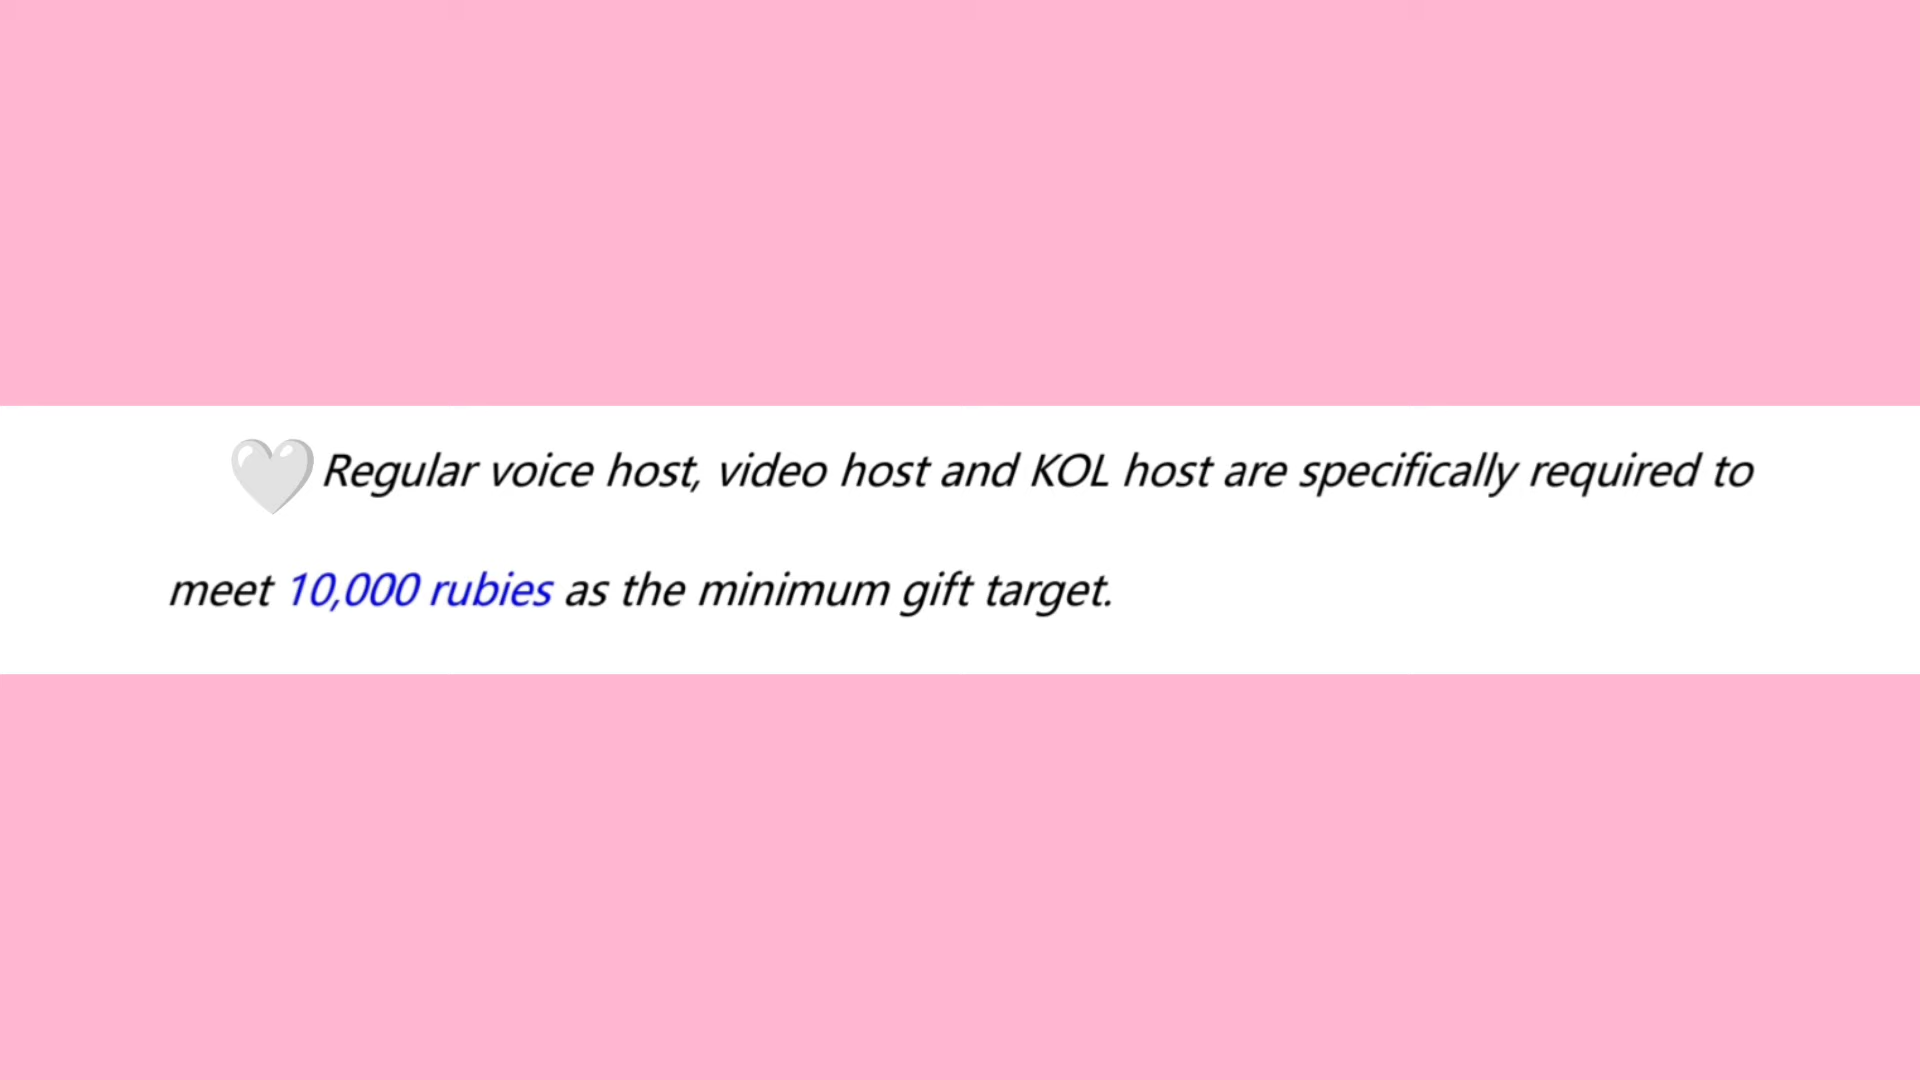 🤍Regular voice host, video host and KOL host are specifically required to
meet 10,000 rubies as the minimum gift target.